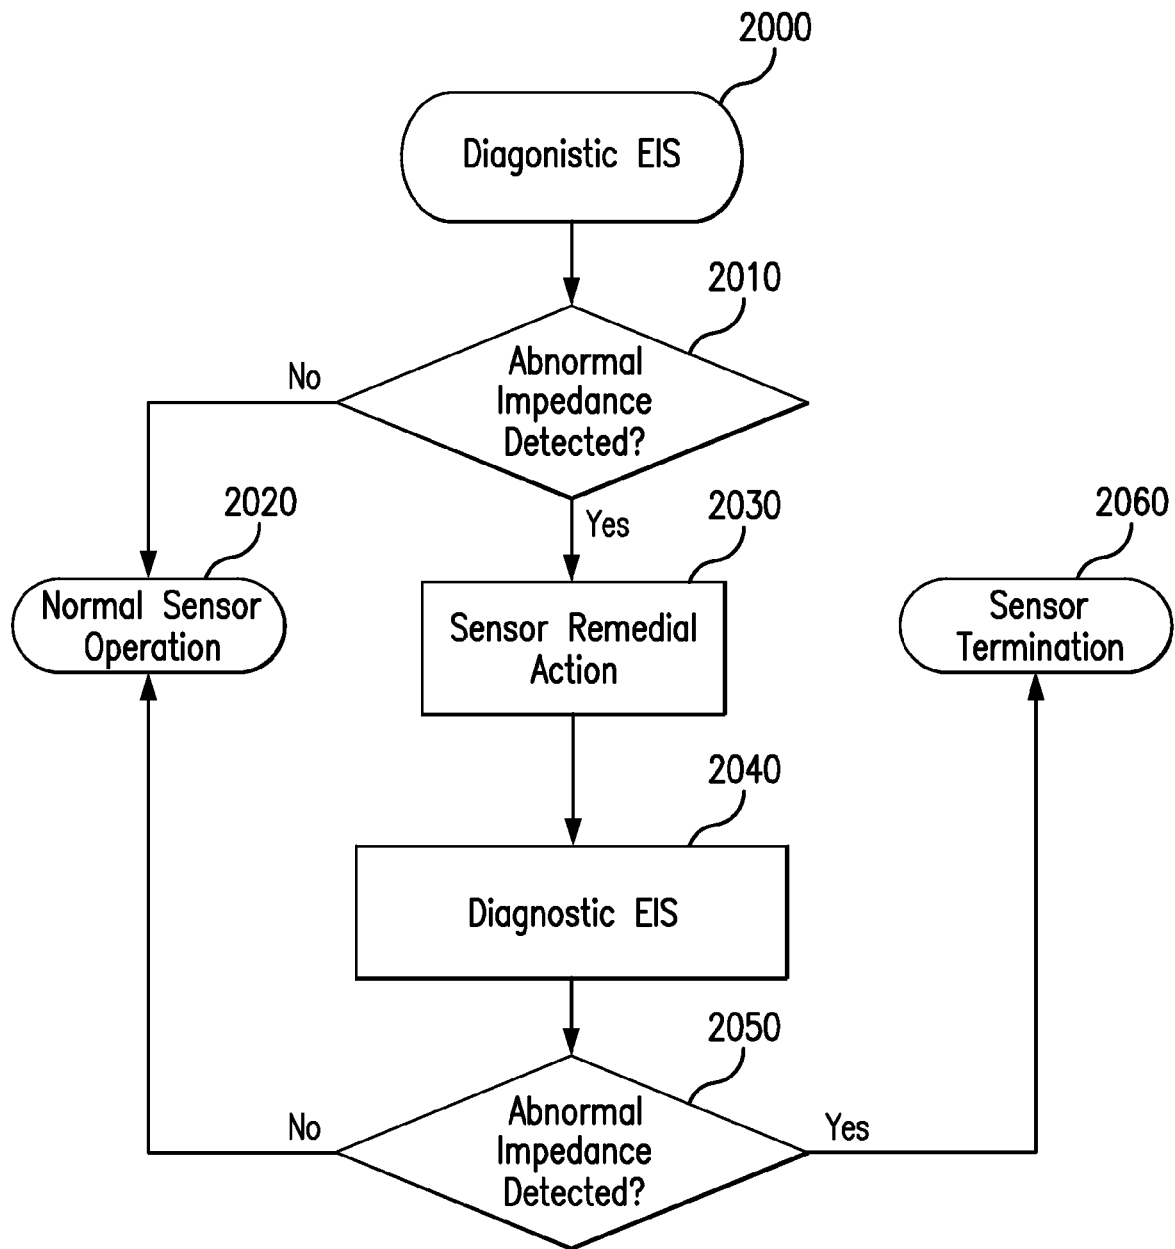 2000
Diagonistic EIS
2010
Abnormal
Impedance
Detected?
No
Yes
2020
Normal Sensor
Operation
2030
Sensor Remedial
Action
2060
Sensor
Termination
2040
Diagnostic EIS
2050
Abnormal
Impedance
Detected?
No
Yes